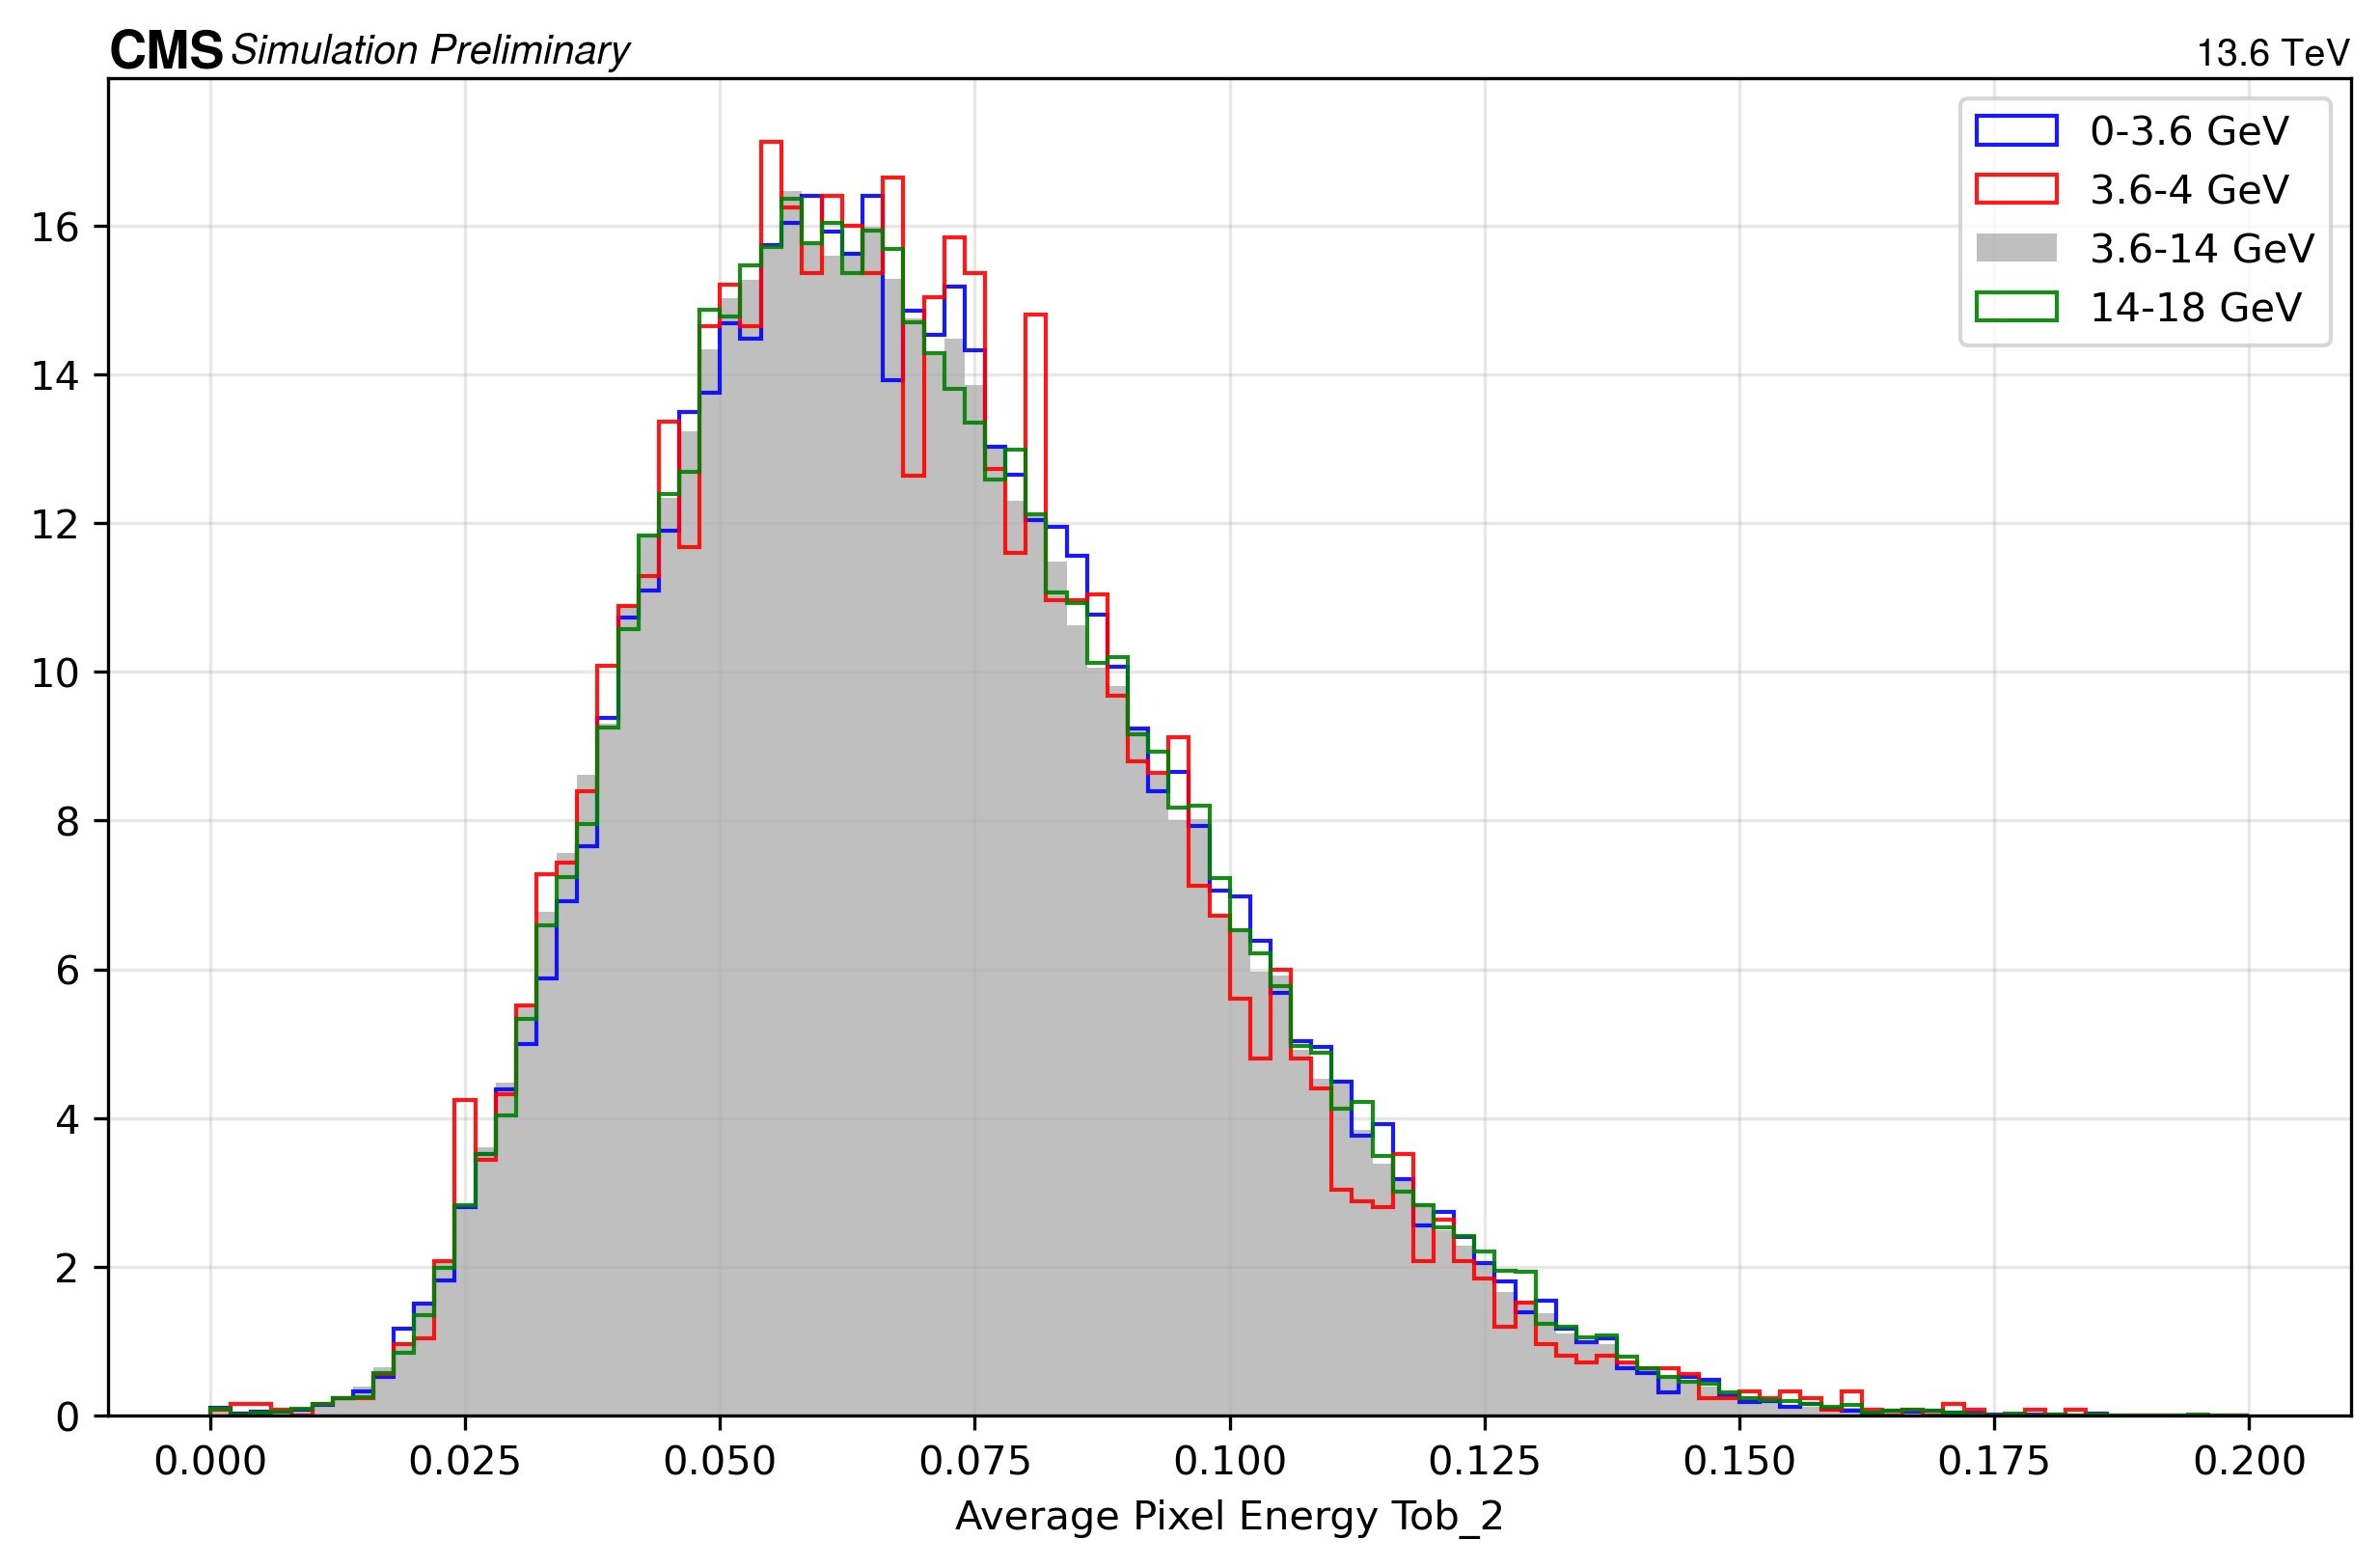 CMS Simulation Preliminary
13.6 TeV
0-3.6 GeV
3.6-4 GeV
3.6-14 GeV
14-18 GeV
16
14
12
10
8
6
4
2
0
0.000 0.025 0.050 0.075 0.100 0.125 0.150 0.175 0.200
Average Pixel Energy Tob_2